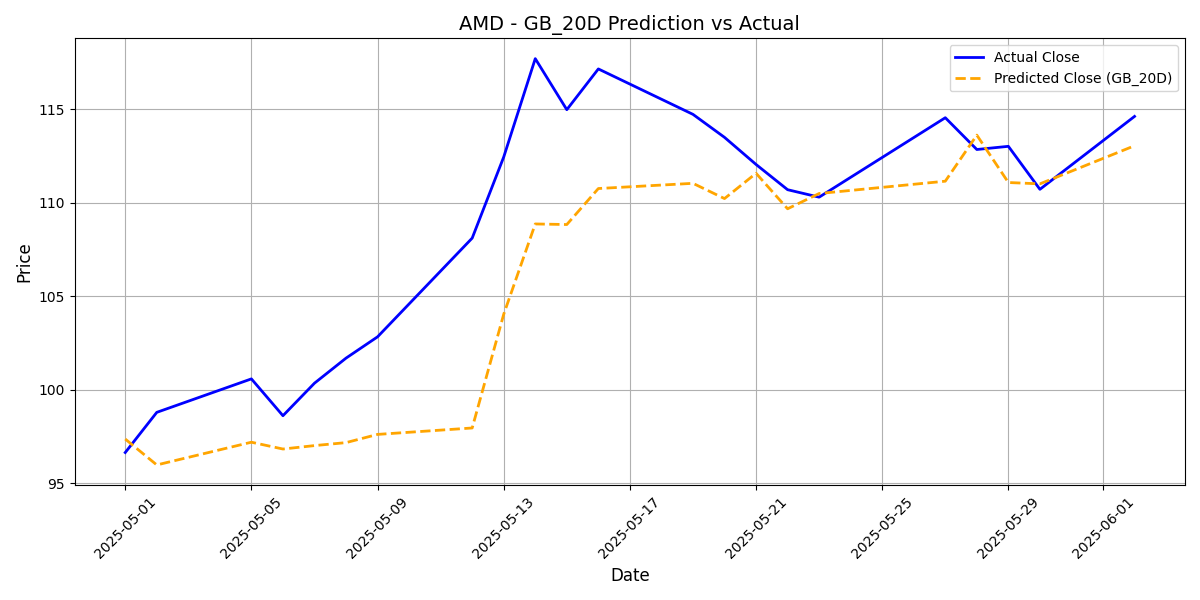 AMD - GB_20D Prediction vs Actual
Actual Close
Predicted Close (GB_20D)
Price
115
110
105
100
95
2025-05-01
2025-05-05
2025-05-09
2025-05-13
2025-05-17
2025-05-21
2025-05-25
2025-05-29
2025-06-01
Date